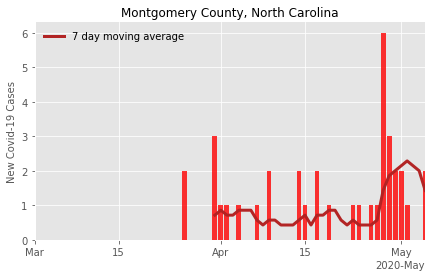 Montgomery County, North Carolina
7 day moving average
New Covid-19 Cases
6
5
4
3
2
1
0
Mar 15 Apr 15 May
2020-May